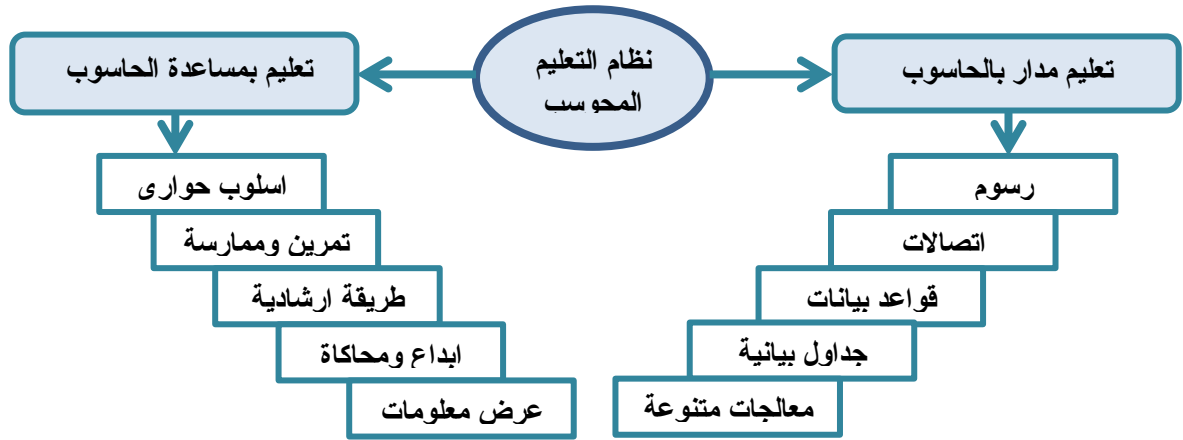 نظام التعليم
المحوسب
تعليم مدار بالحاسوب
رسوم
اتصالات
قواعد بيانات
جداول بيانية
معالجات متنوعة
تعليم بمساعدة الحاسوب
اسلوب حوارى
تمرين وممارسة
طريقة ارشادية
ابداع ومحاكاة
عرض معلومات